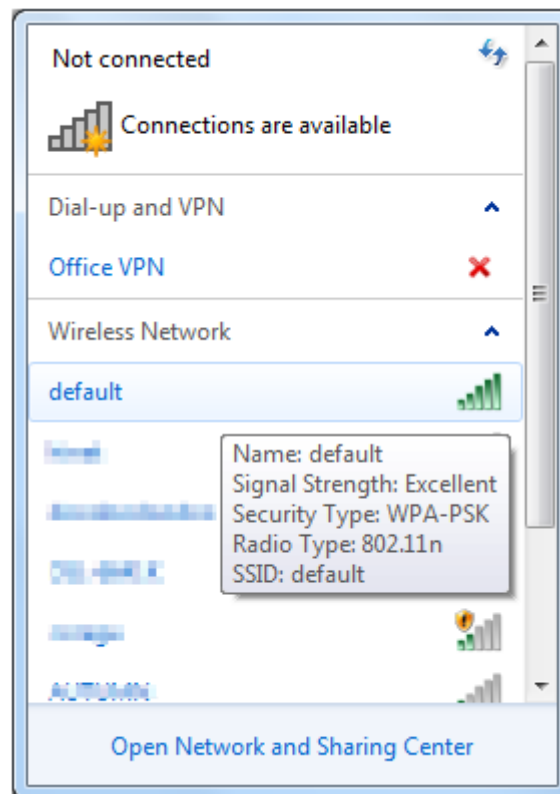 Not connected
Connections are available
Dial-up and VPN
Office VPN
Wireless Network
default
Name: default
Signal Strength: Excellent
Security Type: WPA-PSK
Radio Type: 802.11n
SSID: default
Open Network and Sharing Center